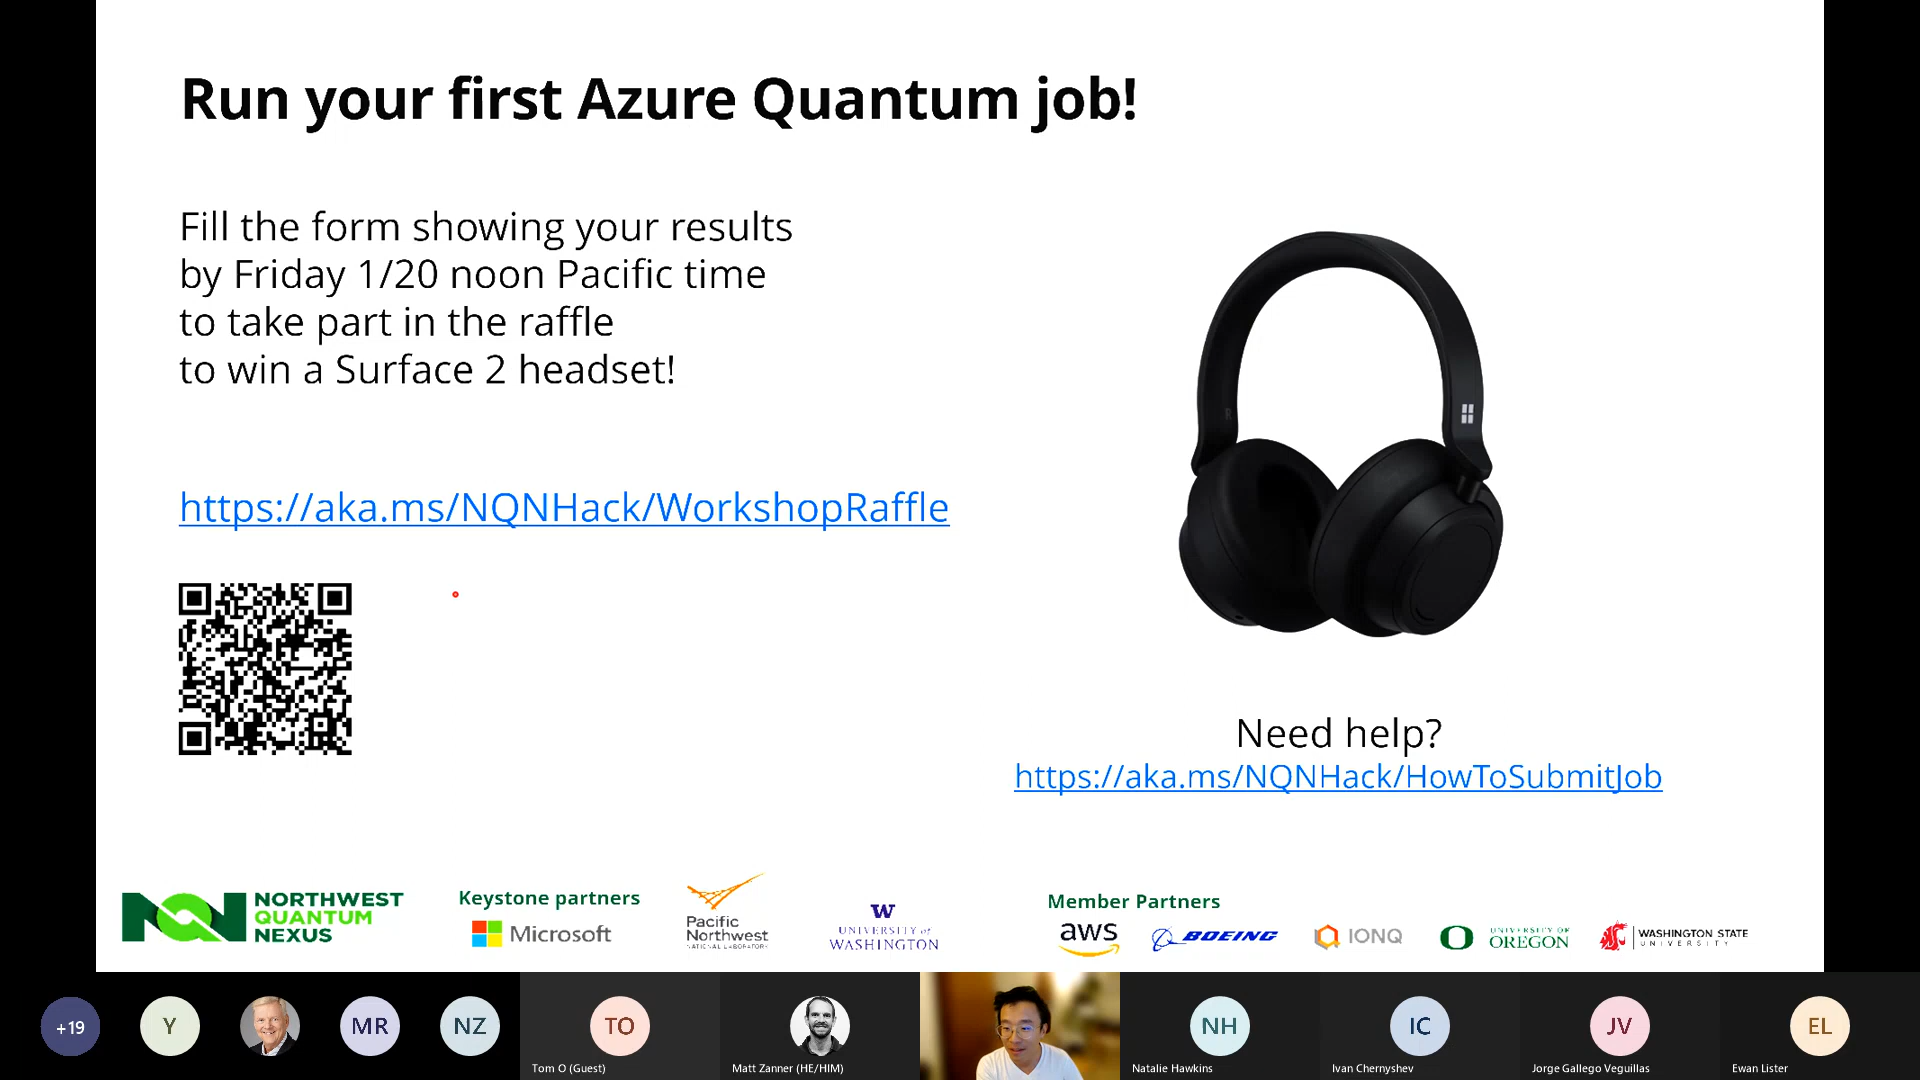 Run your first Azure Quantum job!
Fill the form showing your results
by Friday 1/20 noon Pacific time
to take part in the raffle
to win a Surface 2 headset!
https://aka.ms/NQNHack/WorkshopRaffle
Need help?
https://aka.ms/NQNHack/HowToSubmitJob
NORTHWEST
QUANTUM
NEXUS
Keystone partners
Microsoft
Pacific
Northwest
NATIONAL LABORATORY
W
UNIVERSITY of
WASHINGTON
Member Partners
aws
BOEING
IONQ
UNIVERSITY OF
OREGON
WASHINGTON STATE
UNIVERSITY
+19
Y
MR
NZ
TO
Tom O (Guest)
Matt Zanner (HE/HIM)
NH
Natalie Hawkins
IC
Ivan Chernyshev
JV
Jorge Gallego Veguillas
EL
Ewan Lister